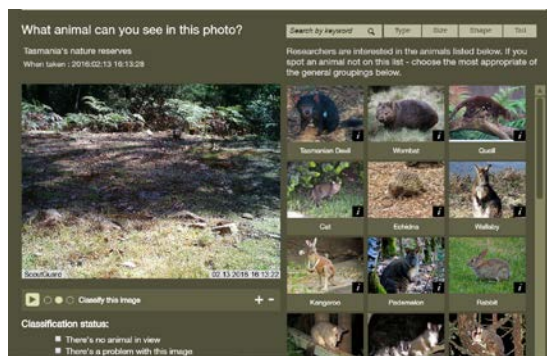 What animal can you see in this photo?
Tasmania's nature reserves
When taken : 2016:02:13 16:13:28
ScoutGuard 02.13.2016 16:13:22
Classify this image
+ -
Classification status:
There's no animal in view
There's a problem with this image
Search by keyword Type Size Shape Tail
Researchers are interested in the animals listed below. If you
spot an animal not on this list - choose the most appropriate of
the general groupings below.
Tasmanian Devil Wombat Quoll
Cat Echidna Wallaby
Kangaroo Pademelon Rabbit